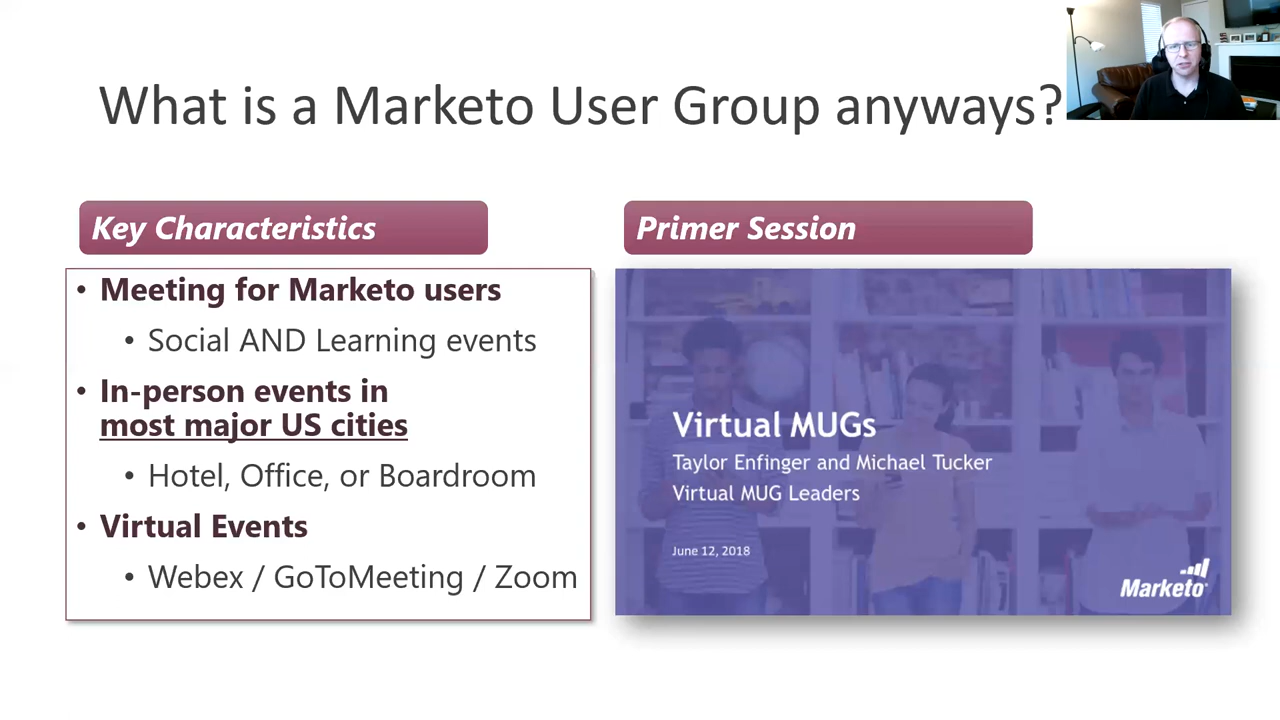 What is a Marketo User Group anyways?
Key Characteristics
• Meeting for Marketo users
• Social AND Learning events
• In-person events in
most major US cities
• Hotel, Office, or Boardroom
• Virtual Events
• Webex / GoToMeeting / Zoom
Primer Session
Virtual MUGs
Taylor Enfinger and Michael Tucker
Virtual MUG Leaders
June 12, 2018
Marketo